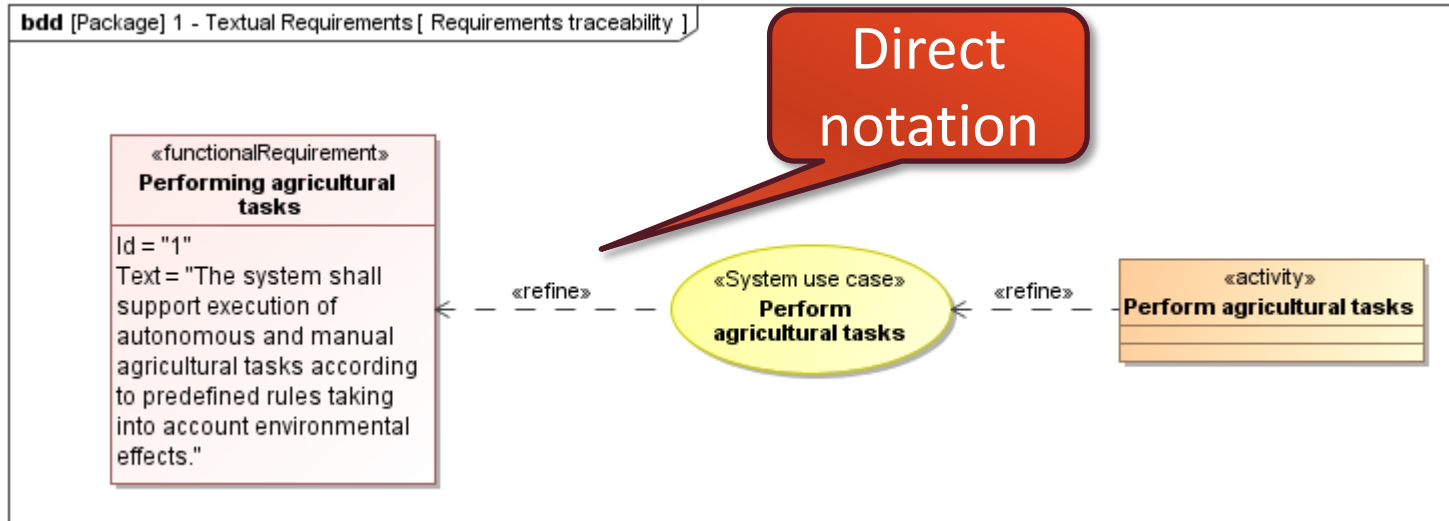 bdd [Package] 1 - Textual Requirements [ Requirements traceability ]
Direct
notation
«functionalRequirement»
Performing agricultural
tasks
Id = "1"
Text = "The system shall
support execution of
autonomous and manual
agricultural tasks according
to predefined rules taking
into account environmental
effects."
«refine»
«System use case»
Perform
agricultural tasks
«refine»
«activity»
Perform agricultural tasks